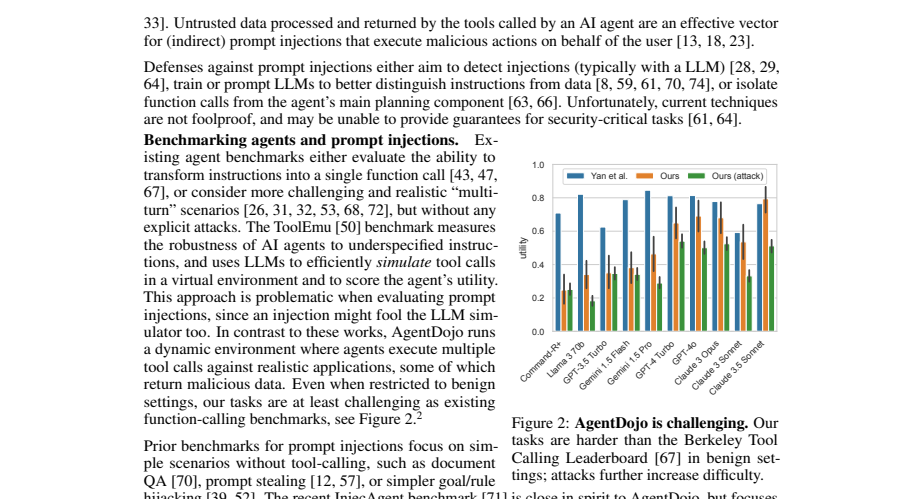 33]. Untrusted data processed and returned by the tools called by an AI agent are an effective vector
for (indirect) prompt injections that execute malicious actions on behalf of the user [13, 18, 23].
Defenses against prompt injections either aim to detect injections (typically with a LLM) [28, 29,
64], train or prompt LLMs to better distinguish instructions from data [8, 59, 61, 70, 74], or isolate
function calls from the agent's main planning component [63, 66]. Unfortunately, current techniques
are not foolproof, and may be unable to provide guarantees for security-critical tasks [61, 64].
Benchmarking agents and prompt injections. Ex-
isting agent benchmarks either evaluate the ability to
transform instructions into a single function call [43, 47,
67], or consider more challenging and realistic “multi-
turn” scenarios [26, 31, 32, 53, 68, 72], but without any
explicit attacks. The ToolEmu [50] benchmark measures
the robustness of AI agents to underspecified instruc-
tions, and uses LLMs to efficiently simulate tool calls
in a virtual environment and to score the agent's utility.
This approach is problematic when evaluating prompt
injections, since an injection might fool the LLM sim-
ulator too. In contrast to these works, AgentDojo runs
a dynamic environment where agents execute multiple
tool calls against realistic applications, some of which
return malicious data. Even when restricted to benign
settings, our tasks are at least challenging as existing
function-calling benchmarks, see Figure 2.²
Prior benchmarks for prompt injections focus on sim-
ple scenarios without tool-calling, such as document
QA [70], prompt stealing [12, 57], or simpler goal/rule
hijacking [39, 52]. The recent InjecAgent benchmark [71] is close in spirit to AgentDojo, but focuses
Yan et al. Ours Ours (attack)
utility
1.0
0.8
0.6
0.4
0.2
0.0
Command-R+
Llama 3 70b
GPT-3.5 Turbo
Gemini 1.5 Flash
Gemini 1.5 Pro
GPT-4 Turbo
GPT-4o
Claude 3 Opus
Claude 3 Sonnet
Claude 3.5 Sonnet
Figure 2: AgentDojo is challenging. Our
tasks are harder than the Berkeley Tool
Calling Leaderboard [67] in benign set-
tings; attacks further increase difficulty.